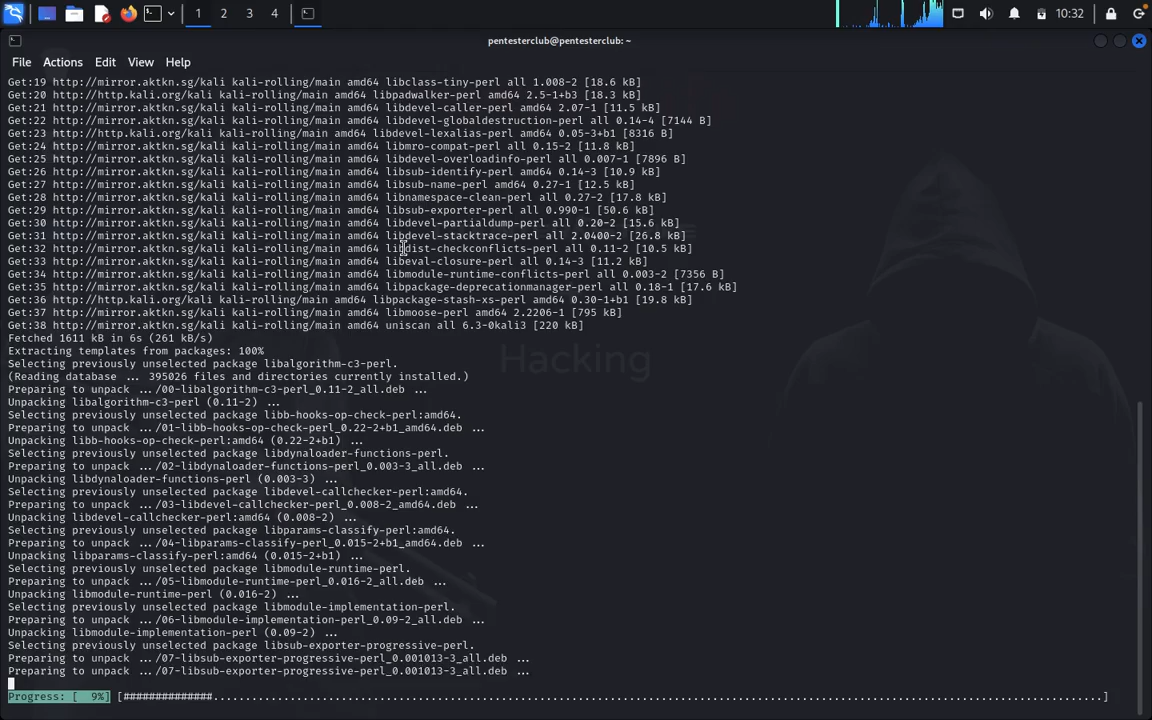 1 2 3 4
10:32
pentesterclub@pentesterclub: ~
File Actions Edit View Help
Get:19 http://mirror.aktkn.sg/kali kali-rolling/main amd64 libclass-tiny-perl all 1.008-2 [18.6 kB]
Get:20 http://http.kali.org/kali kali-rolling/main amd64 libpadwalker-perl amd64 2.5-1+b3 [18.3 kB]
Get:21 http://mirror.aktkn.sg/kali kali-rolling/main amd64 libdevel-caller-perl amd64 2.07-1 [11.5 kB]
Get:22 http://mirror.aktkn.sg/kali kali-rolling/main amd64 libdevel-globaldestruction-perl all 0.14-4 [7144 B]
Get:23 http://http.kali.org/kali kali-rolling/main amd64 libdevel-lexalias-perl amd64 0.05-3+b1 [8316 B]
Get:24 http://mirror.aktkn.sg/kali kali-rolling/main amd64 libmro-compat-perl all 0.15-2 [11.8 kB]
Get:25 http://mirror.aktkn.sg/kali kali-rolling/main amd64 libdevel-overloadinfo-perl all 0.007-1 [7896 B]
Get:26 http://mirror.aktkn.sg/kali kali-rolling/main amd64 libsub-identify-perl amd64 0.14-3 [10.9 kB]
Get:27 http://mirror.aktkn.sg/kali kali-rolling/main amd64 libsub-name-perl amd64 0.27-1 [12.5 kB]
Get:28 http://mirror.aktkn.sg/kali kali-rolling/main amd64 libnamespace-clean-perl all 0.27-2 [17.8 kB]
Get:29 http://mirror.aktkn.sg/kali kali-rolling/main amd64 libsub-exporter-perl all 0.990-1 [50.6 kB]
Get:30 http://mirror.aktkn.sg/kali kali-rolling/main amd64 libdevel-partialdump-perl all 0.20-2 [15.6 kB]
Get:31 http://mirror.aktkn.sg/kali kali-rolling/main amd64 libdevel-stacktrace-perl all 2.0400-2 [26.8 kB]
Get:32 http://mirror.aktkn.sg/kali kali-rolling/main amd64 libdist-checkconflicts-perl all 0.11-2 [10.5 kB]
Get:33 http://mirror.aktkn.sg/kali kali-rolling/main amd64 libeval-closure-perl all 0.14-3 [11.2 kB]
Get:34 http://mirror.aktkn.sg/kali kali-rolling/main amd64 libmodule-runtime-conflicts-perl all 0.003-2 [7356 B]
Get:35 http://mirror.aktkn.sg/kali kali-rolling/main amd64 libpackage-deprecationmanager-perl all 0.18-1 [17.6 kB]
Get:36 http://http.kali.org/kali kali-rolling/main amd64 libpackage-stash-xs-perl amd64 0.30-1+b1 [19.8 kB]
Get:37 http://mirror.aktkn.sg/kali kali-rolling/main amd64 libmoose-perl amd64 2.2206-1 [795 kB]
Get:38 http://mirror.aktkn.sg/kali kali-rolling/main amd64 uniscan all 6.3-0kali3 [220 kB]
Fetched 1611 kB in 6s (261 kB/s)
Extracting templates from packages: 100%
Hacking
Selecting previously unselected package libalgorithm-c3-perl.
(Reading database ... 395026 files and directories currently installed.)
Preparing to unpack .../00-libalgorithm-c3-perl_0.11-2_all.deb ...
Unpacking libalgorithm-c3-perl (0.11-2) ...
Selecting previously unselected package libb-hooks-op-check-perl:amd64.
Preparing to unpack .../01-libb-hooks-op-check-perl_0.22-2+b1_amd64.deb ...
Unpacking libb-hooks-op-check-perl:amd64 (0.22-2+b1) ...
Selecting previously unselected package libdynaloader-functions-perl.
Preparing to unpack .../02-libdynaloader-functions-perl_0.003-3_all.deb ...
Unpacking libdynaloader-functions-perl (0.003-3) ...
Selecting previously unselected package libdevel-callchecker-perl:amd64.
Preparing to unpack .../03-libdevel-callchecker-perl_0.008-2_amd64.deb ...
Unpacking libdevel-callchecker-perl:amd64 (0.008-2) ...
Selecting previously unselected package libparams-classify-perl:amd64.
Preparing to unpack .../04-libparams-classify-perl_0.015-2+b1_amd64.deb ...
Unpacking libparams-classify-perl:amd64 (0.015-2+b1) ...
Selecting previously unselected package libmodule-runtime-perl.
Preparing to unpack .../05-libmodule-runtime-perl_0.016-2_all.deb ...
Unpacking libmodule-runtime-perl (0.016-2) ...
Selecting previously unselected package libmodule-implementation-perl.
Preparing to unpack .../06-libmodule-implementation-perl_0.09-2_all.deb ...
Unpacking libmodule-implementation-perl (0.09-2) ...
Selecting previously unselected package libsub-exporter-progressive-perl.
Preparing to unpack .../07-libsub-exporter-progressive-perl_0.001013-3_all.deb ...
Preparing to unpack .../07-libsub-exporter-progressive-perl_0.001013-3_all.deb ...
Progress: [ 9%] [##############..............................................................................................................................................]